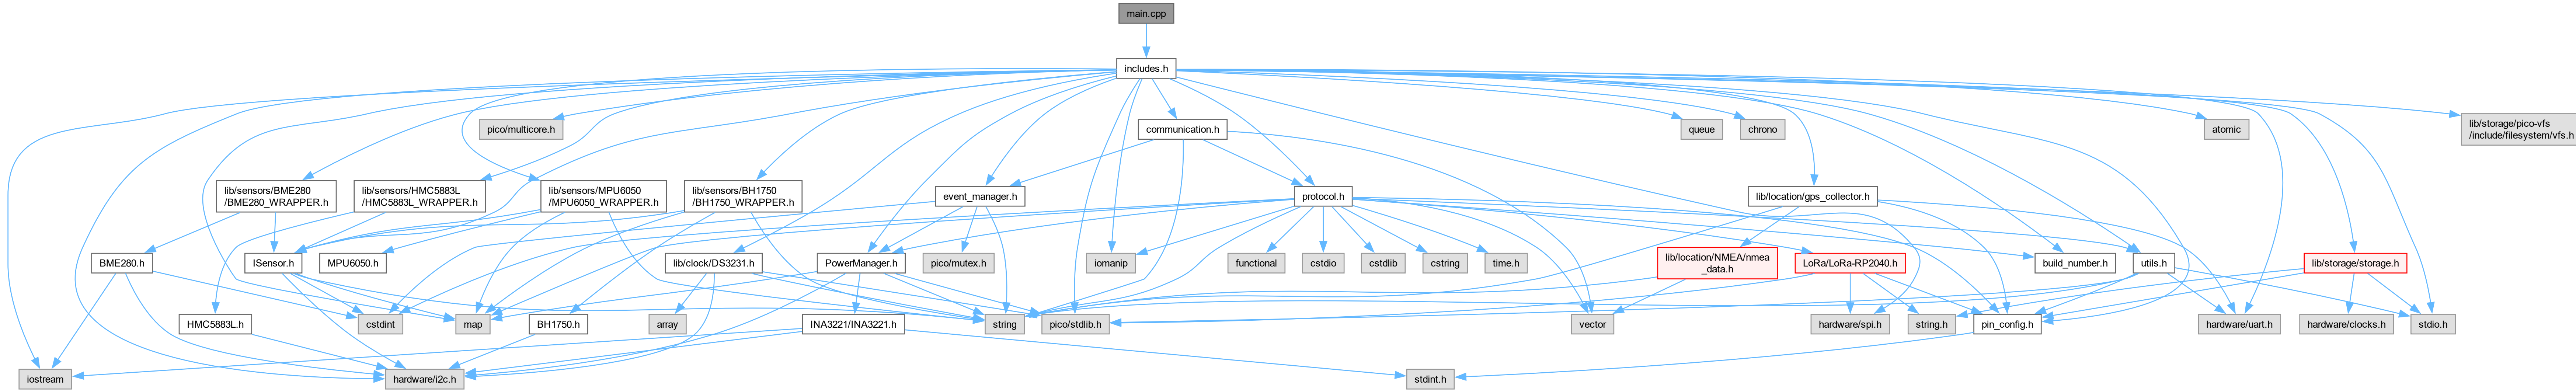 main.cpp
includes.h
pico/multicore.h
communication.h
queue
chrono
atomic
lib/storage/pico-vfs
/include/filesystem/vfs.h
lib/sensors/BME280
/BME280_WRAPPER.h
lib/sensors/HMC5883L
/HMC5883L_WRAPPER.h
lib/sensors/MPU6050
/MPU6050_WRAPPER.h
lib/sensors/BH1750
/BH1750_WRAPPER.h
event_manager.h
protocol.h
lib/location/gps_collector.h
BME280.h
ISensor.h
MPU6050.h
lib/clock/DS3231.h
PowerManager.h
pico/mutex.h
iomanip
functional
cstdio
cstdlib
cstring
time.h
lib/location/NMEA/nmea
_data.h
LoRa/LoRa-RP2040.h
build_number.h
utils.h
lib/storage/storage.h
HMC5883L.h
cstdint
map
BH1750.h
array
INA3221/INA3221.h
string
pico/stdlib.h
vector
hardware/spi.h
string.h
pin_config.h
hardware/uart.h
hardware/clocks.h
stdio.h
iostream
hardware/i2c.h
stdint.h